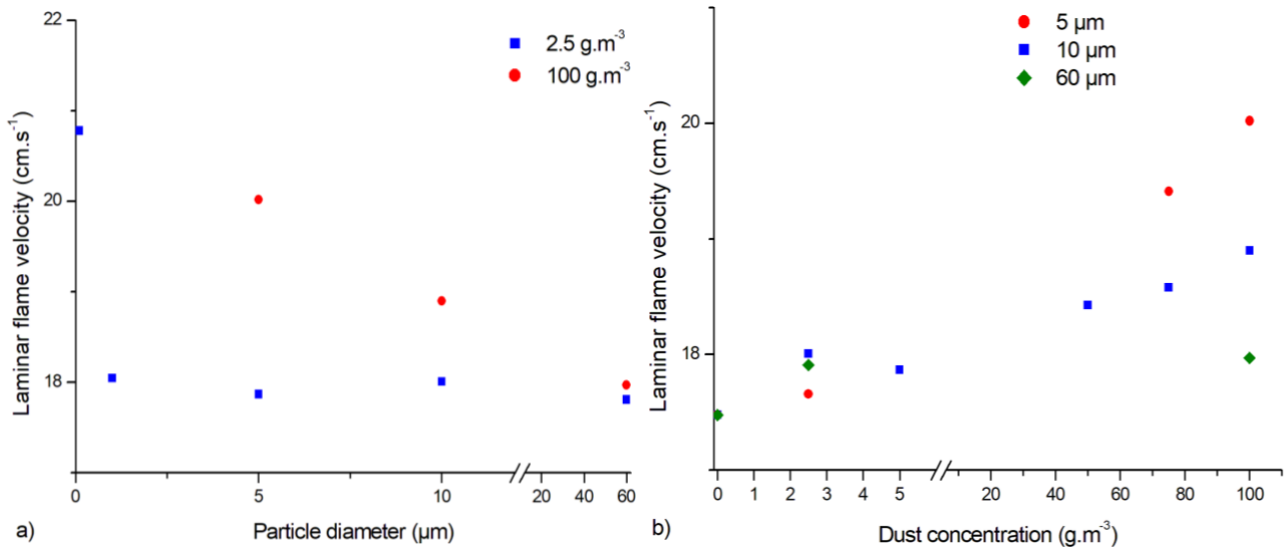 22
20
18
Laminar flame velocity (cm.s⁻¹)
2.5 g.m⁻³
100 g.m⁻³
0 5 10 20 40 60
a) Particle diameter (µm)
5 µm
10 µm
60 µm
20
18
Laminar flame velocity (cm.s⁻¹)
0 1 2 3 4 5 20 40 60 80 100
b) Dust concentration (g.m⁻³)